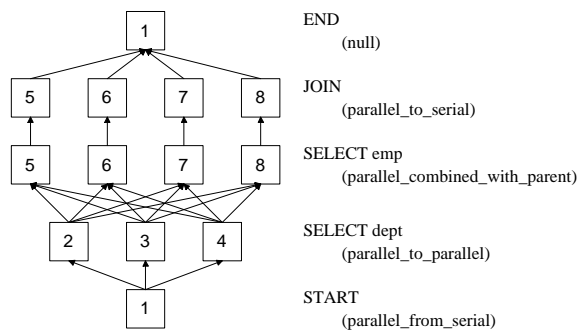 1 END
(null)
5 6 7 8 JOIN
(parallel_to_serial)
5 6 7 8 SELECT emp
(parallel_combined_with_parent)
2 3 4 SELECT dept
(parallel_to_parallel)
1 START
(parallel_from_serial)